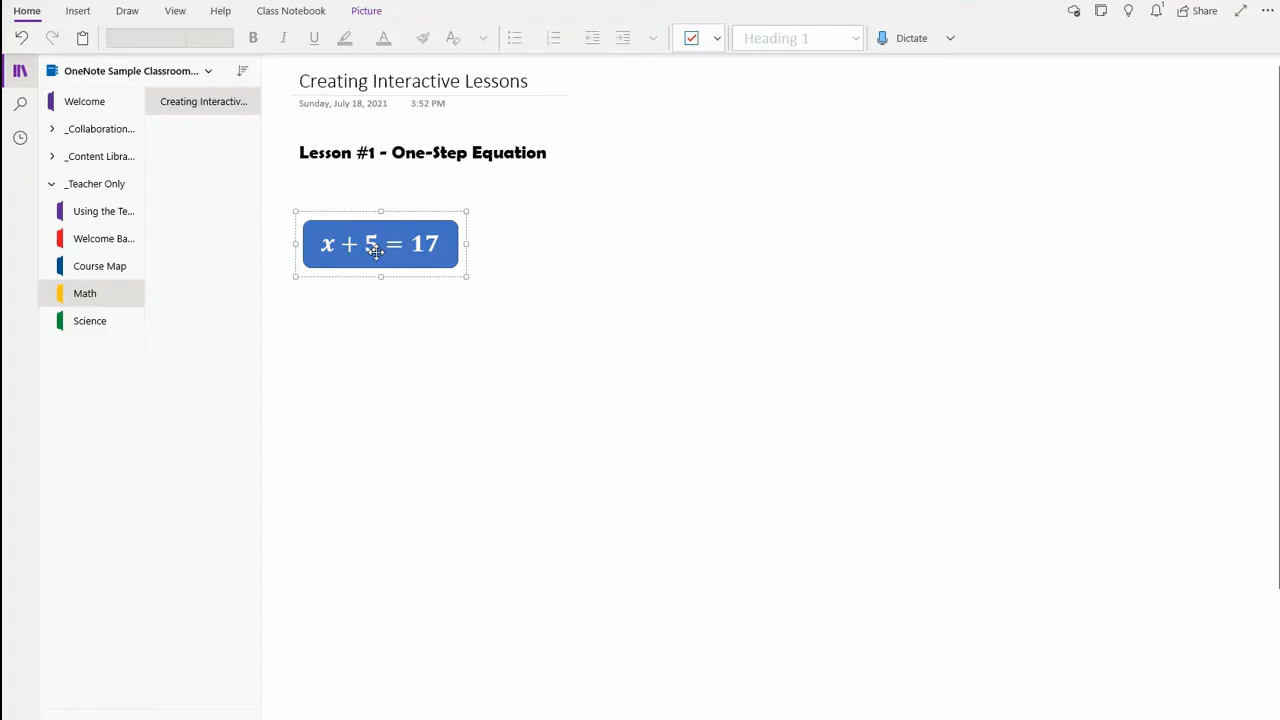 Home Insert Draw View Help Class Notebook Picture Share
B I U A A Heading 1 Dictate
OneNote Sample Classroom...
Welcome
_Collaboration...
_Content Libra...
_Teacher Only
Using the Te...
Welcome Ba...
Course Map
Math
Science
Creating Interactiv...
Creating Interactive Lessons
Sunday, July 18, 2021 3:52 PM
Lesson #1 - One-Step Equation
x + 5 = 17